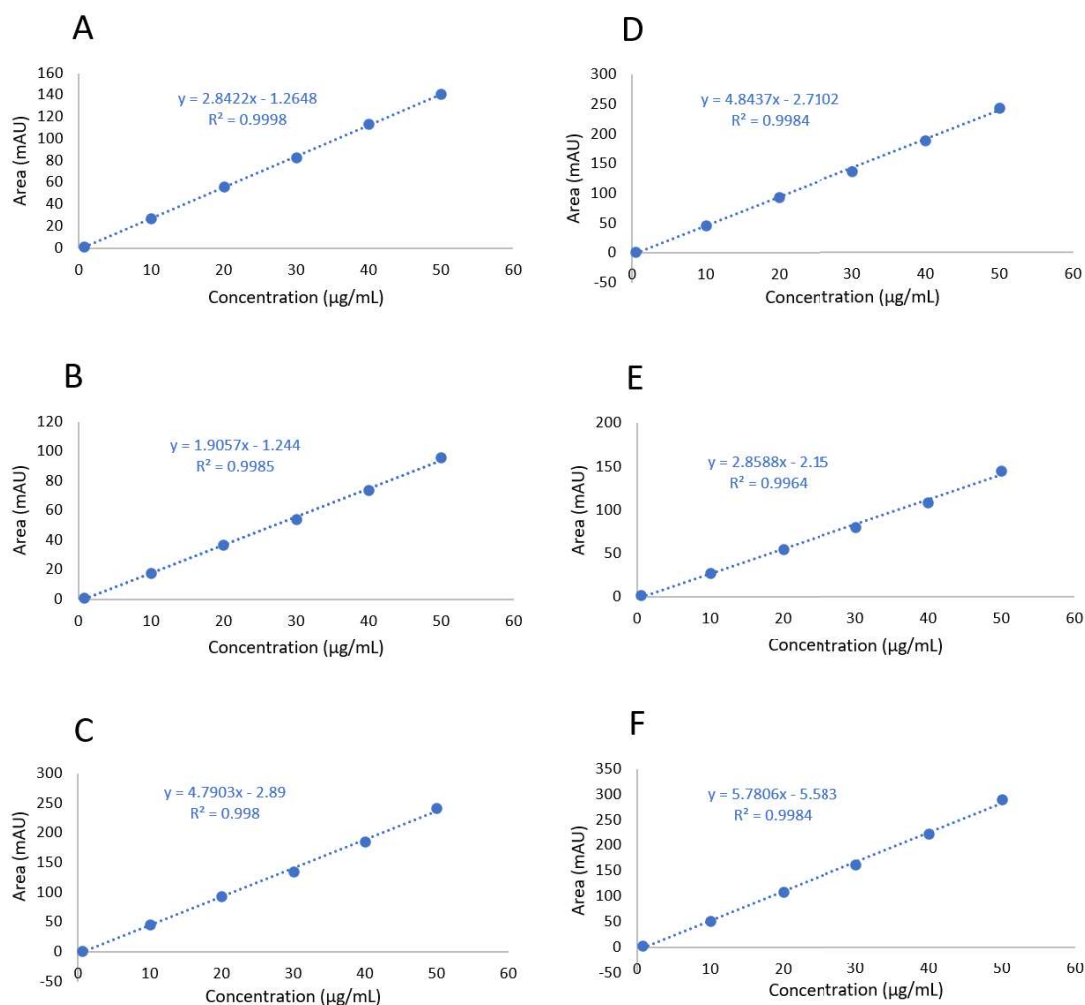 A
160
140
120
100
80
60
40
20
0
Area (mAU)
y = 2.8422x - 1.2648
R² = 0.9998
0 10 20 30 40 50 60
Concentration (µg/mL)
D
300
250
200
150
100
50
0
-50
Area (mAU)
y = 4.8437x - 2.7102
R² = 0.9984
0 10 20 30 40 50 60
Concentration (µg/mL)
B
120
100
80
60
40
20
0
Area (mAU)
y = 1.9057x - 1.244
R² = 0.9985
0 10 20 30 40 50 60
Concentration (µg/mL)
E
200
150
100
50
0
Area (mAU)
y = 2.8588x - 2.15
R² = 0.9964
0 10 20 30 40 50 60
Concentration (µg/mL)
C
300
250
200
150
100
50
0
-50
Area (mAU)
y = 4.7903x - 2.89
R² = 0.998
0 10 20 30 40 50 60
Concentration (µg/mL)
F
350
300
250
200
150
100
50
0
-50
Area (mAU)
y = 5.7806x - 5.583
R² = 0.9984
0 10 20 30 40 50 60
Concentration (µg/mL)